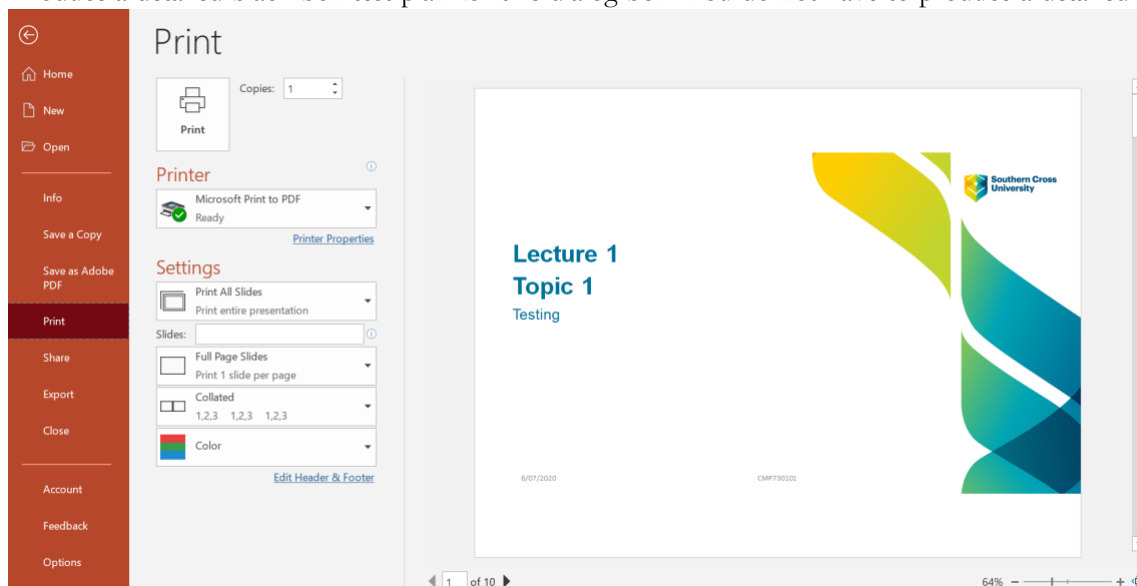 Print
Home
New
Open
Info
Save a Copy
Save as Adobe
PDF
Print
Share
Export
Close
Account
Feedback
Options
Copies: 1
Print
Printer
Microsoft Print to PDF
Ready
Printer Properties
Settings
Print All Slides
Print entire presentation
Slides:
Full Page Slides
Print 1 slide per page
Collated
1,2,3 1,2,3 1,2,3
Color
Edit Header & Footer
Southern Cross
University
Lecture 1
Topic 1
Testing
6/07/2020 CMP730101
1 of 10
64%